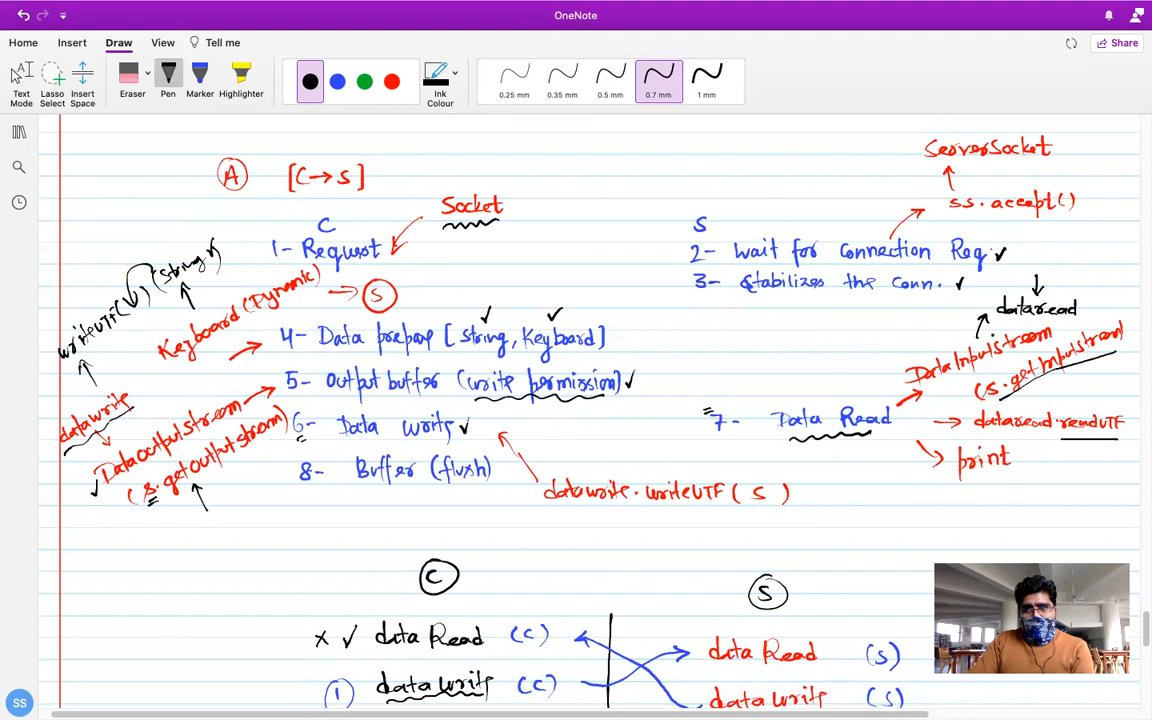 OneNote
Home Insert Draw View Tell me
Share
Text Mode
Lasso Select
Insert Space
Eraser
Pen
Marker
Highlighter
Ink Colour
0.25 mm
0.35 mm
0.5 mm
0.7 mm
1 mm
ServerSocket
A [C→S]
Socket
ss.accept()
C
S
1- Request
2- Wait for Connection Req.
3- Stabilizes the Conn.
writeUTF( ) (string)
Keyboard (Dynamic) → S
dataread
4- Data prepare [string, Keyboard]
DataInputstream
(s.getInputstream)
5- Output buffer (write permission)
datawrite
Dataoutputstream
(s.getoutputstream)
6- Data write
7- Data Read
→ dataread.readUTF
print
8- Buffer (flush)
datawrite.writeUTF( s )
C
S
x ✓ data Read (C)
data Read (S)
1 data write (C)
data write (S)
SS